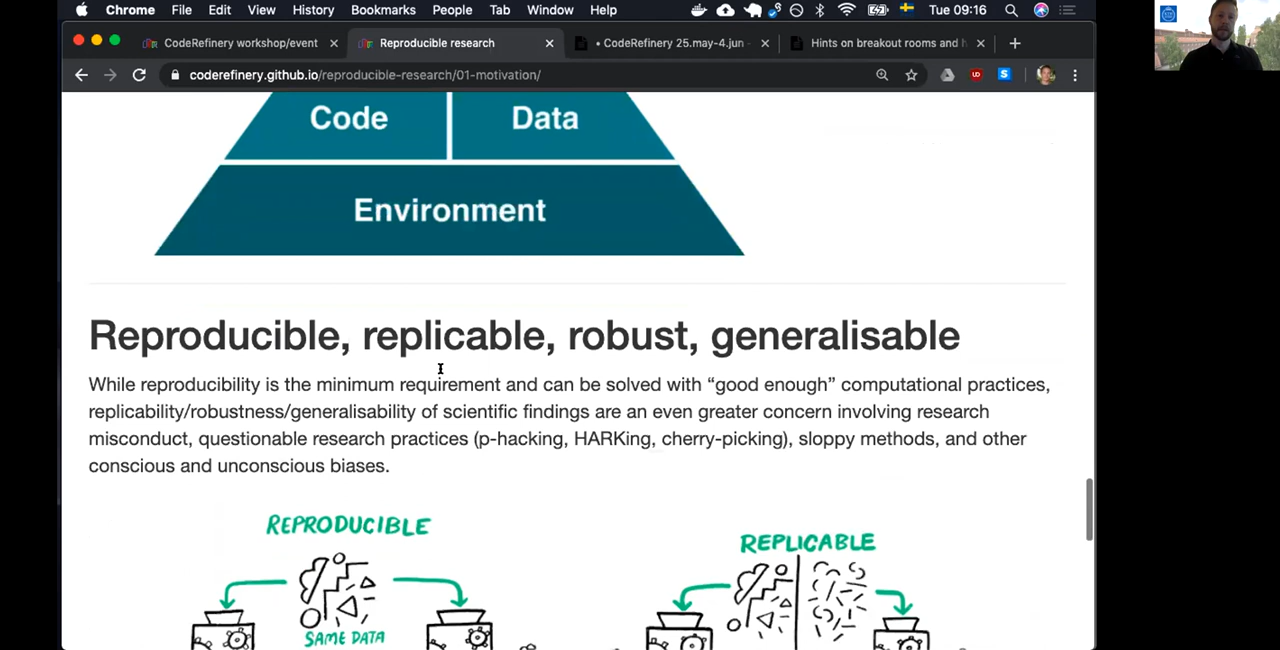 Chrome File Edit View History Bookmarks People Tab Window Help Tue 09:16
CodeRefinery workshop/event Reproducible research • CodeRefinery 25.may-4.jun Hints on breakout rooms and h
coderefinery.github.io/reproducible-research/01-motivation/
Code Data
Environment
Reproducible, replicable, robust, generalisable
While reproducibility is the minimum requirement and can be solved with “good enough” computational practices,
replicability/robustness/generalisability of scientific findings are an even greater concern involving research
misconduct, questionable research practices (p-hacking, HARKing, cherry-picking), sloppy methods, and other
conscious and unconscious biases.
REPRODUCIBLE
REPLICABLE
SAME DATA